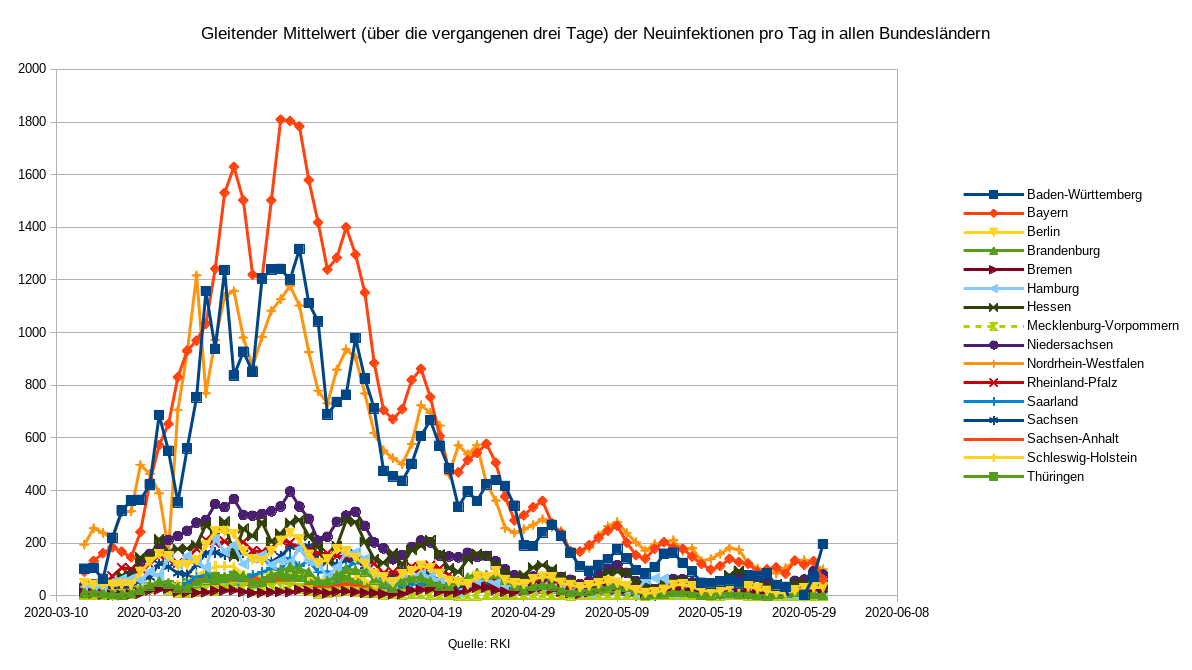 Gleitender Mittelwert (über die vergangenen drei Tage) der Neuinfektionen pro Tag in allen Bundesländern
2000
1800
1600
1400
1200
1000
800
600
400
200
0
2020-03-10 2020-03-20 2020-03-30 2020-04-09 2020-04-19 2020-04-29 2020-05-09 2020-05-19 2020-05-29 2020-06-08
Quelle: RKI
Baden-Württemberg
Bayern
Berlin
Brandenburg
Bremen
Hamburg
Hessen
Mecklenburg-Vorpommern
Niedersachsen
Nordrhein-Westfalen
Rheinland-Pfalz
Saarland
Sachsen
Sachsen-Anhalt
Schleswig-Holstein
Thüringen